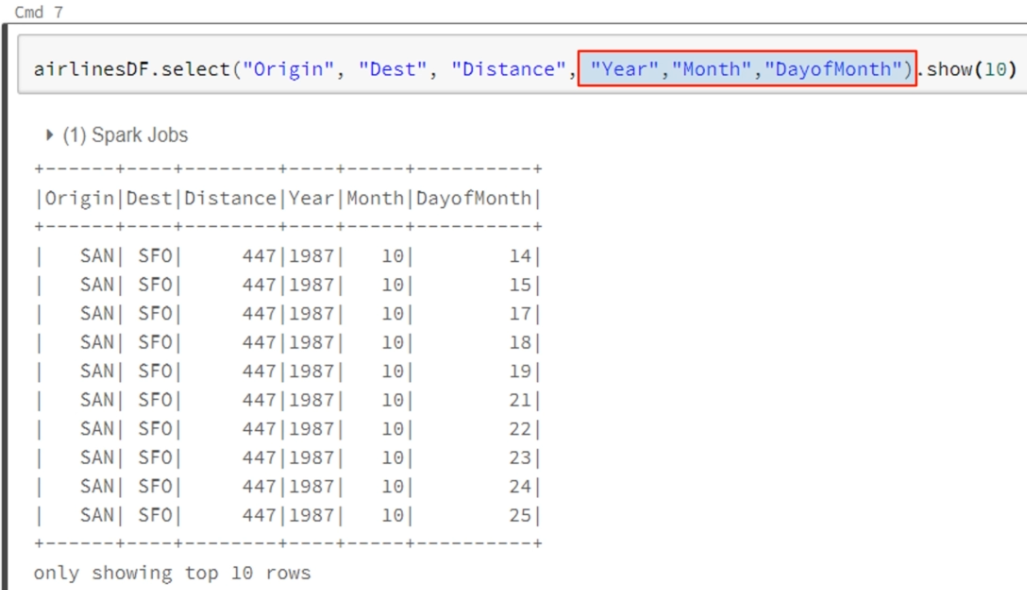 Cmd 7
airlinesDF.select("Origin", "Dest", "Distance", "Year","Month","DayofMonth").show(10)
(1) Spark Jobs
+------+----+--------+----+-----+----------+
|Origin|Dest|Distance|Year|Month|DayofMonth|
+------+----+--------+----+-----+----------+
|   SAN| SFO|     447|1987|   10|        14|
|   SAN| SFO|     447|1987|   10|        15|
|   SAN| SFO|     447|1987|   10|        17|
|   SAN| SFO|     447|1987|   10|        18|
|   SAN| SFO|     447|1987|   10|        19|
|   SAN| SFO|     447|1987|   10|        21|
|   SAN| SFO|     447|1987|   10|        22|
|   SAN| SFO|     447|1987|   10|        23|
|   SAN| SFO|     447|1987|   10|        24|
|   SAN| SFO|     447|1987|   10|        25|
+------+----+--------+----+-----+----------+
only showing top 10 rows